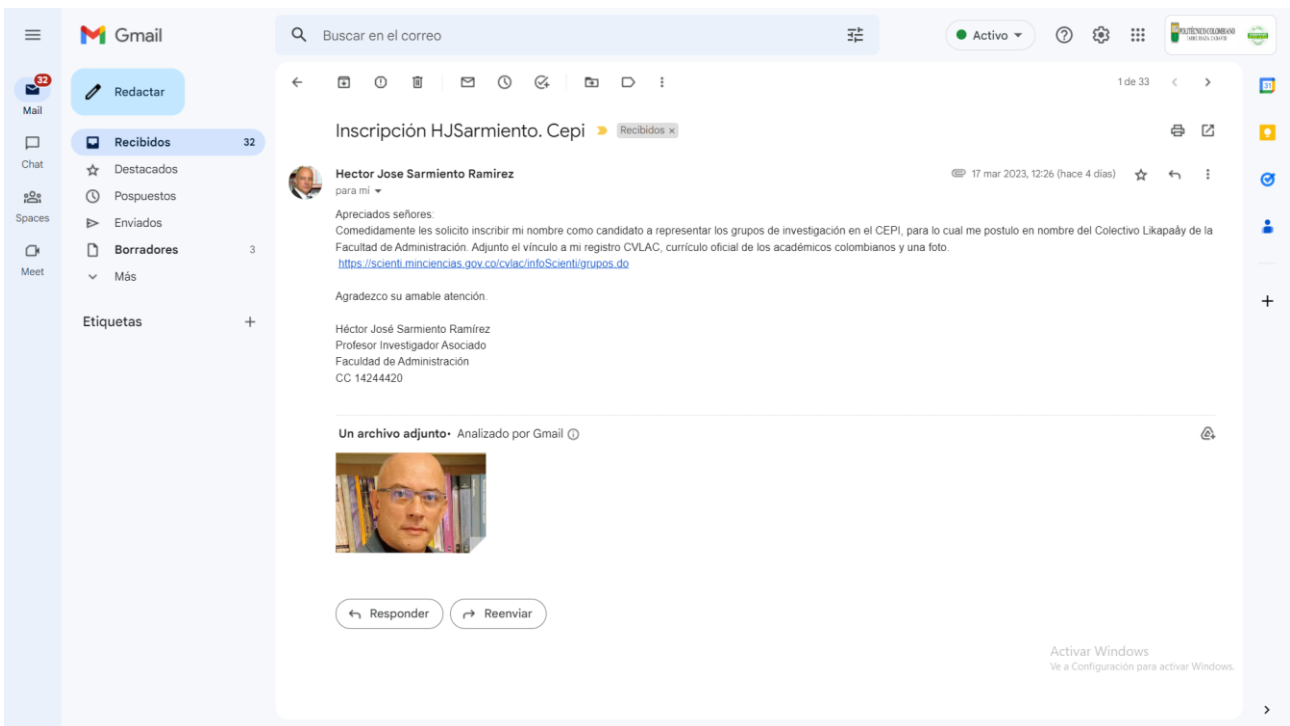 Gmail
Buscar en el correo
Activo
POLITÉCNICO COLOMBIANO
32
Mail
Redactar
1 de 33
31
Recibidos 32
Inscripción HJSarmiento. Cepi Recibidos x
Chat
Destacados
Hector Jose Sarmiento Ramirez
17 mar 2023, 12:26 (hace 4 días)
para mí
Pospuestos
Spaces
Enviados
Apreciados señores:
Comedidamente les solicito inscribir mi nombre como candidato a representar los grupos de investigación en el CEPI, para lo cual me postulo en nombre del Colectivo Likapaây de la
Facultad de Administración. Adjunto el vínculo a mi registro CVLAC, currículo oficial de los académicos colombianos y una foto.
https://scienti.minciencias.gov.co/cvlac/infoScienti/grupos.do
Borradores 3
Meet
Más
Agradezco su amable atención.
Etiquetas
Héctor José Sarmiento Ramírez
Profesor Investigador Asociado
Faculdad de Administración
CC 14244420
Un archivo adjunto• Analizado por Gmail
Responder
Reenviar
Activar Windows
Ve a Configuración para activar Windows.